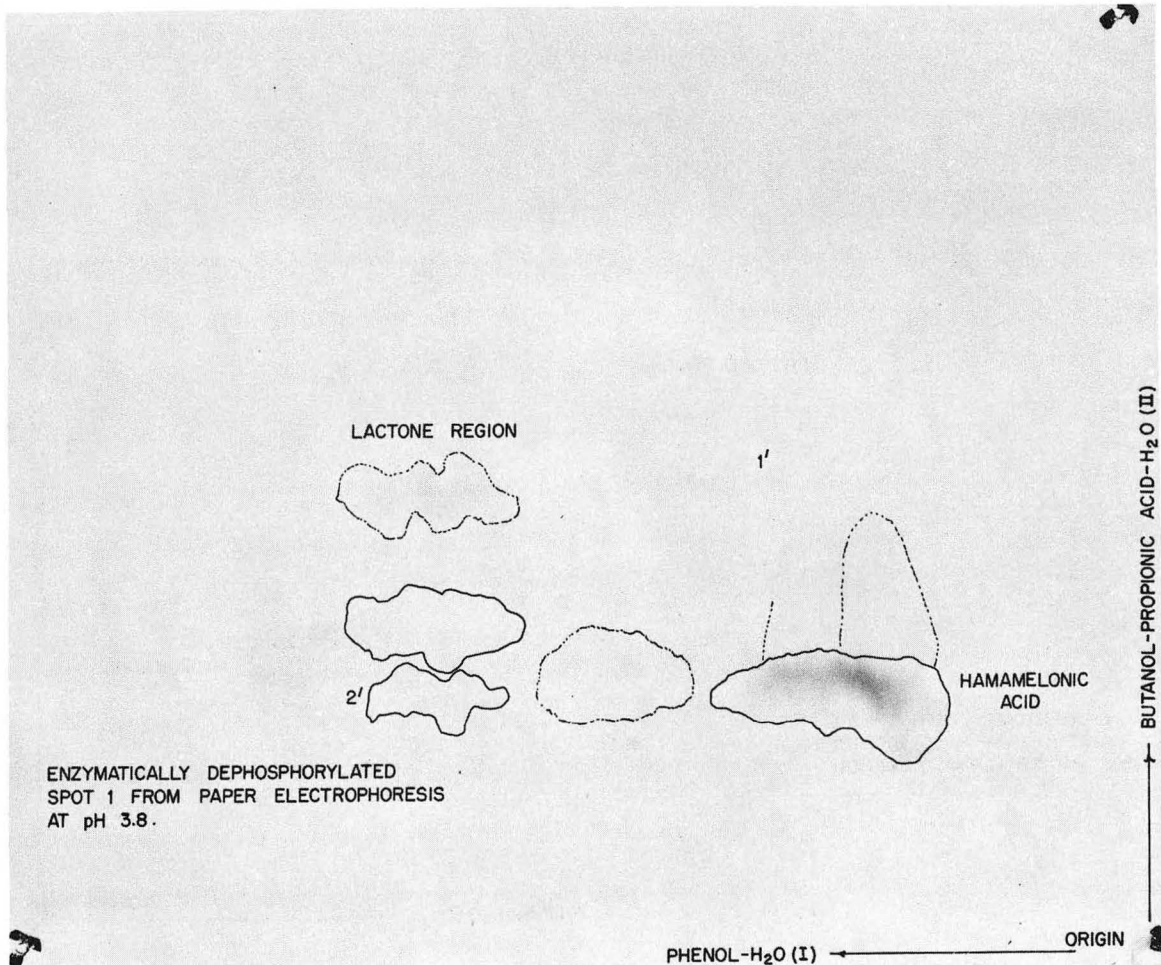 LACTONE REGION
1'
HAMAMELONIC
ACID
2'
ENZYMATICALLY DEPHOSPHORYLATED
SPOT 1 FROM PAPER ELECTROPHORESIS
AT pH 3.8.
BUTANOL-PROPIONIC ACID-H₂O (II)
ORIGIN
PHENOL-H₂O (I)